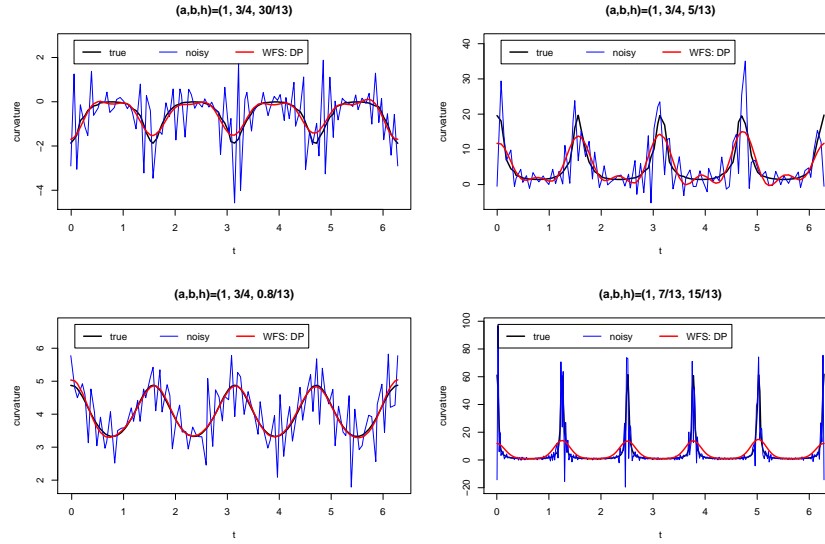 (a,b,h)=(1, 3/4, 30/13)
true noisy WFS: DP
curvature
2
0
−2
−4
0 1 2 3 4 5 6
t
(a,b,h)=(1, 3/4, 5/13)
true noisy WFS: DP
curvature
40
30
20
10
0
0 1 2 3 4 5 6
t
(a,b,h)=(1, 3/4, 0.8/13)
true noisy WFS: DP
curvature
6
5
4
3
2
0 1 2 3 4 5 6
t
(a,b,h)=(1, 7/13, 15/13)
true noisy WFS: DP
curvature
100
80
60
40
20
0
−20
0 1 2 3 4 5 6
t